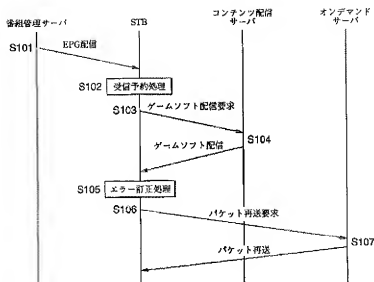 番組管理サーバ
STB
コンテンツ配信
サーバ
オンデマンド
サーバ
S101
EPG配信
S102
受信予約処理
S103
ゲームソフト配信要求
S104
ゲームソフト配信
S105
エラー訂正処理
S106
パケット再送要求
S107
パケット再送